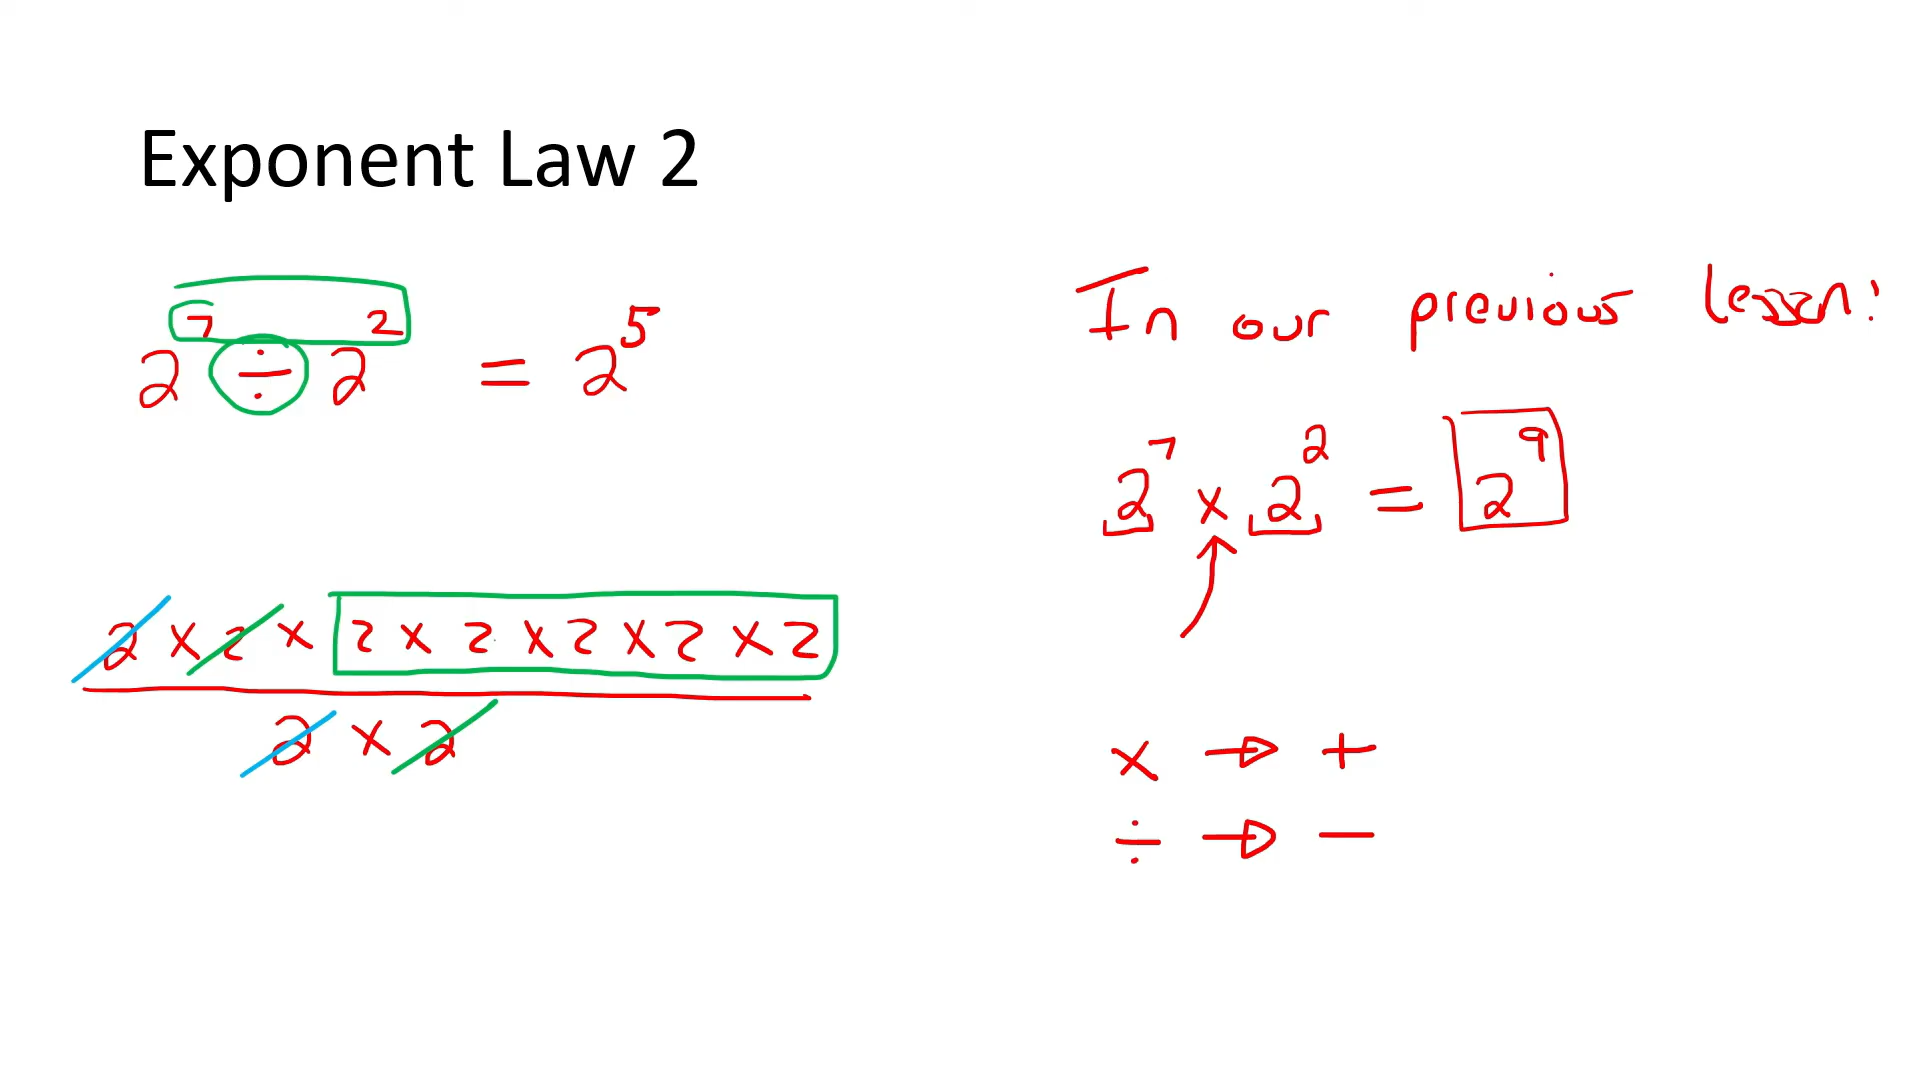 Exponent Law 2
2⁷ ÷ 2² = 2⁵
2 x 2 x 2 x 2 x 2 x 2 x 2
2 x 2
In our previous lesson:
2⁷ x 2² = 2⁹
x → +
÷ → −